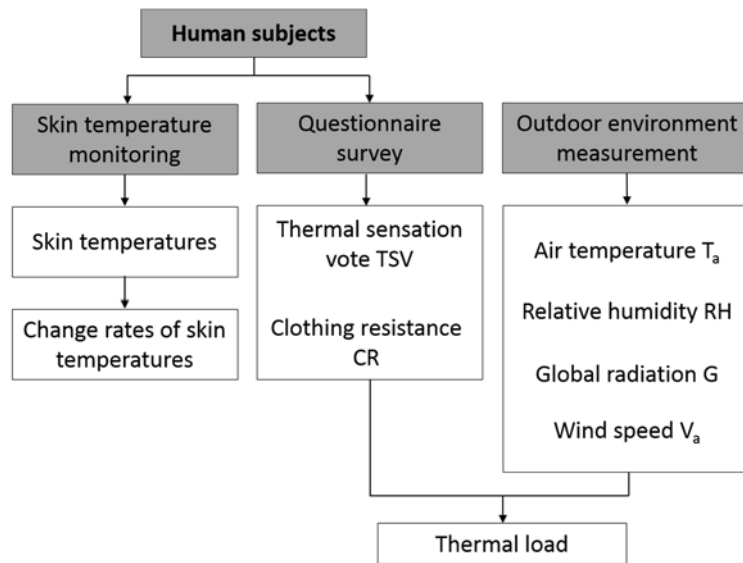 Human subjects
Skin temperature
monitoring
Questionnaire
survey
Outdoor environment
measurement
Skin temperatures
Change rates of skin
temperatures
Thermal sensation
vote TSV
Clothing resistance
CR
Air temperature Tₐ
Relative humidity RH
Global radiation G
Wind speed Vₐ
Thermal load